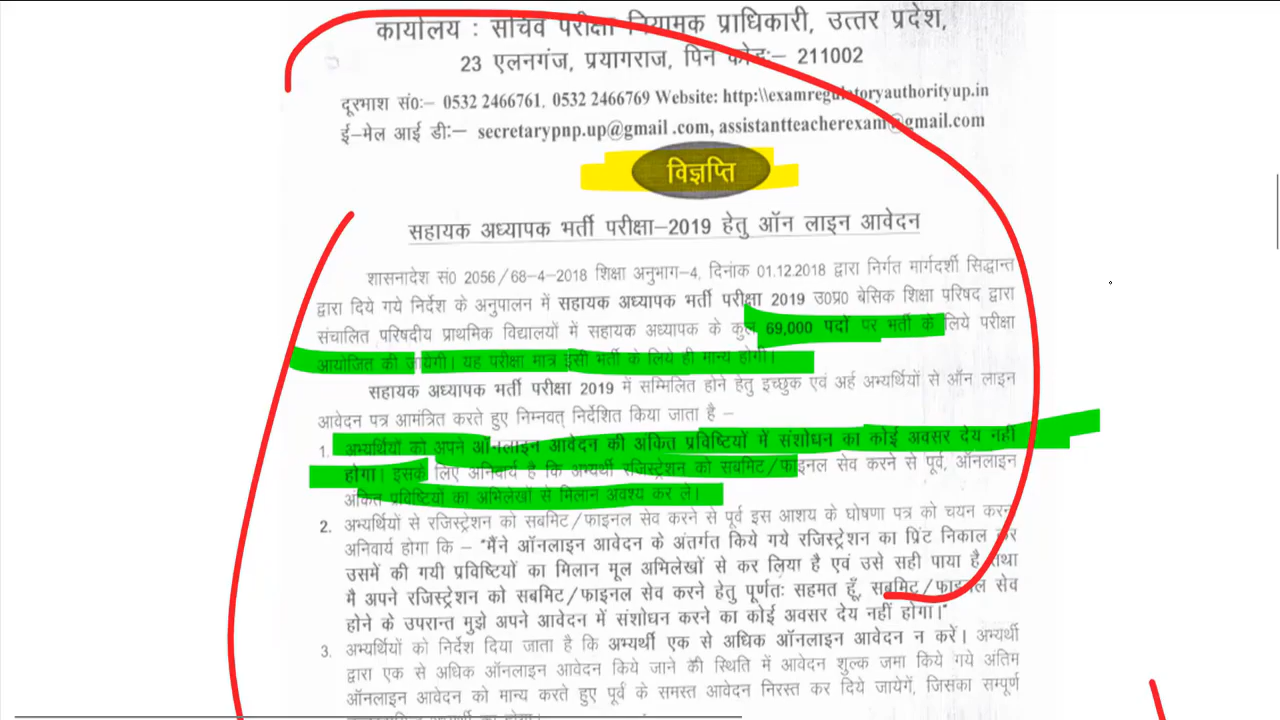 कार्यालय : सचिव परीक्षा नियामक प्राधिकारी, उत्तर प्रदेश,
23 एलनगंज, प्रयागराज, पिन कोडः– 211002
दूरभाश सं0:– 0532 2466761, 0532 2466769 Website: http:\\examregulatoryauthorityup.in
ई–मेल आई डी:– secretarypnp.up@gmail .com, assistantteacherexam@gmail.com
विज्ञप्ति
सहायक अध्यापक भर्ती परीक्षा–2019 हेतु ऑन लाइन आवेदन
शासनादेश सं0 2056/68-4-2018 शिक्षा अनुभाग-4, दिनांक 01.12.2018 द्वारा निर्गत मार्गदर्शी सिद्धान्त
द्वारा दिये गये निर्देश के अनुपालन में सहायक अध्यापक भर्ती परीक्षा 2019 उ0प्र0 बेसिक शिक्षा परिषद द्वारा
संचालित परिषदीय प्राथमिक विद्यालयों में सहायक अध्यापक के कुल 69,000 पदों पर भर्ती के लिये परीक्षा
आयोजित की जायेगी। यह परीक्षा मात्र इसी भर्ती के लिये ही मान्य होगी।
सहायक अध्यापक भर्ती परीक्षा 2019 में सम्मिलित होने हेतु इच्छुक एवं अर्ह अभ्यर्थियों से ऑन लाइन
आवेदन पत्र आमंत्रित करते हुए निम्नवत् निर्देशित किया जाता है –
1. अभ्यर्थियों को अपने ऑनलाइन आवेदन की अंकित प्रविष्टियों में संशोधन का कोई अवसर देय नहीं
होगा। इसके लिए अनिवार्य है कि अभ्यर्थी रजिस्ट्रेशन को सबमिट/फाइनल सेव करने से पूर्व, ऑनलाइन
अंकित प्रविष्टियों का अभिलेखों से मिलान अवश्य कर ले।
2. अभ्यर्थियों से रजिस्ट्रेशन को सबमिट/फाइनल सेव करने से पूर्व इस आशय के घोषणा पत्र को चयन करना
अनिवार्य होगा कि – "मैंने ऑनलाइन आवेदन के अंतर्गत किये गये रजिस्ट्रेशन का प्रिंट निकाल कर
उसमें की गयी प्रविष्टियों का मिलान मूल अभिलेखों से कर लिया है एवं उसे सही पाया है तथा
मै अपने रजिस्ट्रेशन को सबमिट/फाइनल सेव करने हेतु पूर्णतः सहमत हूँ, सबमिट/फाइनल सेव
होने के उपरान्त मुझे अपने आवेदन में संशोधन करने का कोई अवसर देय नहीं होगा।"
3. अभ्यर्थियों को निर्देश दिया जाता है कि अभ्यर्थी एक से अधिक ऑनलाइन आवेदन न करें। अभ्यर्थी
द्वारा एक से अधिक ऑनलाइन आवेदन किये जाने की स्थिति में आवेदन शुल्क जमा किये गये अंतिम
ऑनलाइन आवेदन को मान्य करते हुए पूर्व के समस्त आवेदन निरस्त कर दिये जायेगें, जिसका सम्पूर्ण